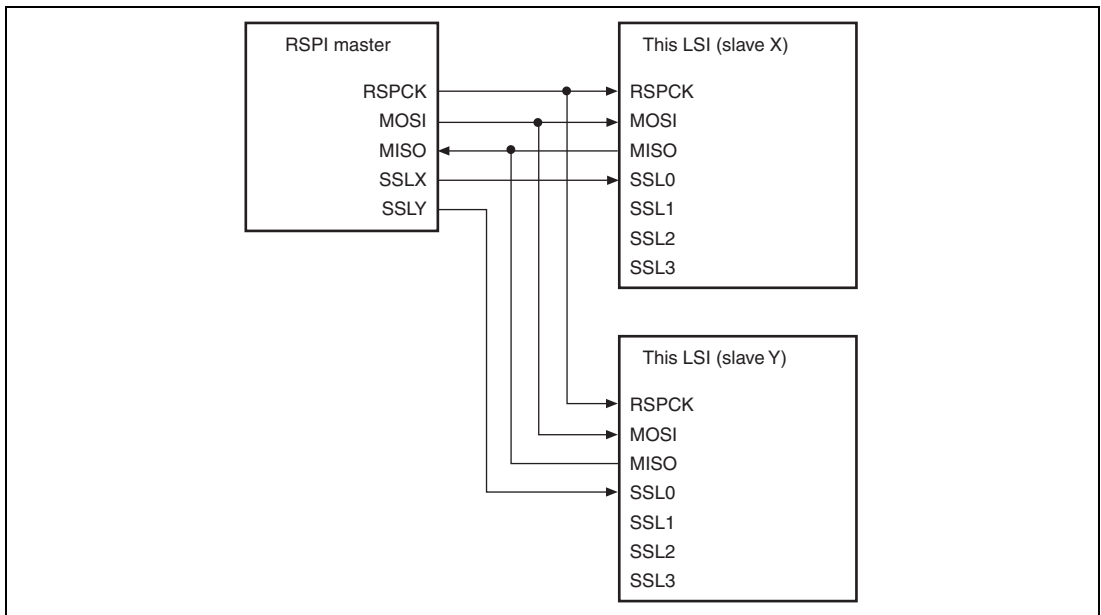 RSPI master
RSPCK
MOSI
MISO
SSLX
SSLY
This LSI (slave X)
RSPCK
MOSI
MISO
SSL0
SSL1
SSL2
SSL3
This LSI (slave Y)
RSPCK
MOSI
MISO
SSL0
SSL1
SSL2
SSL3